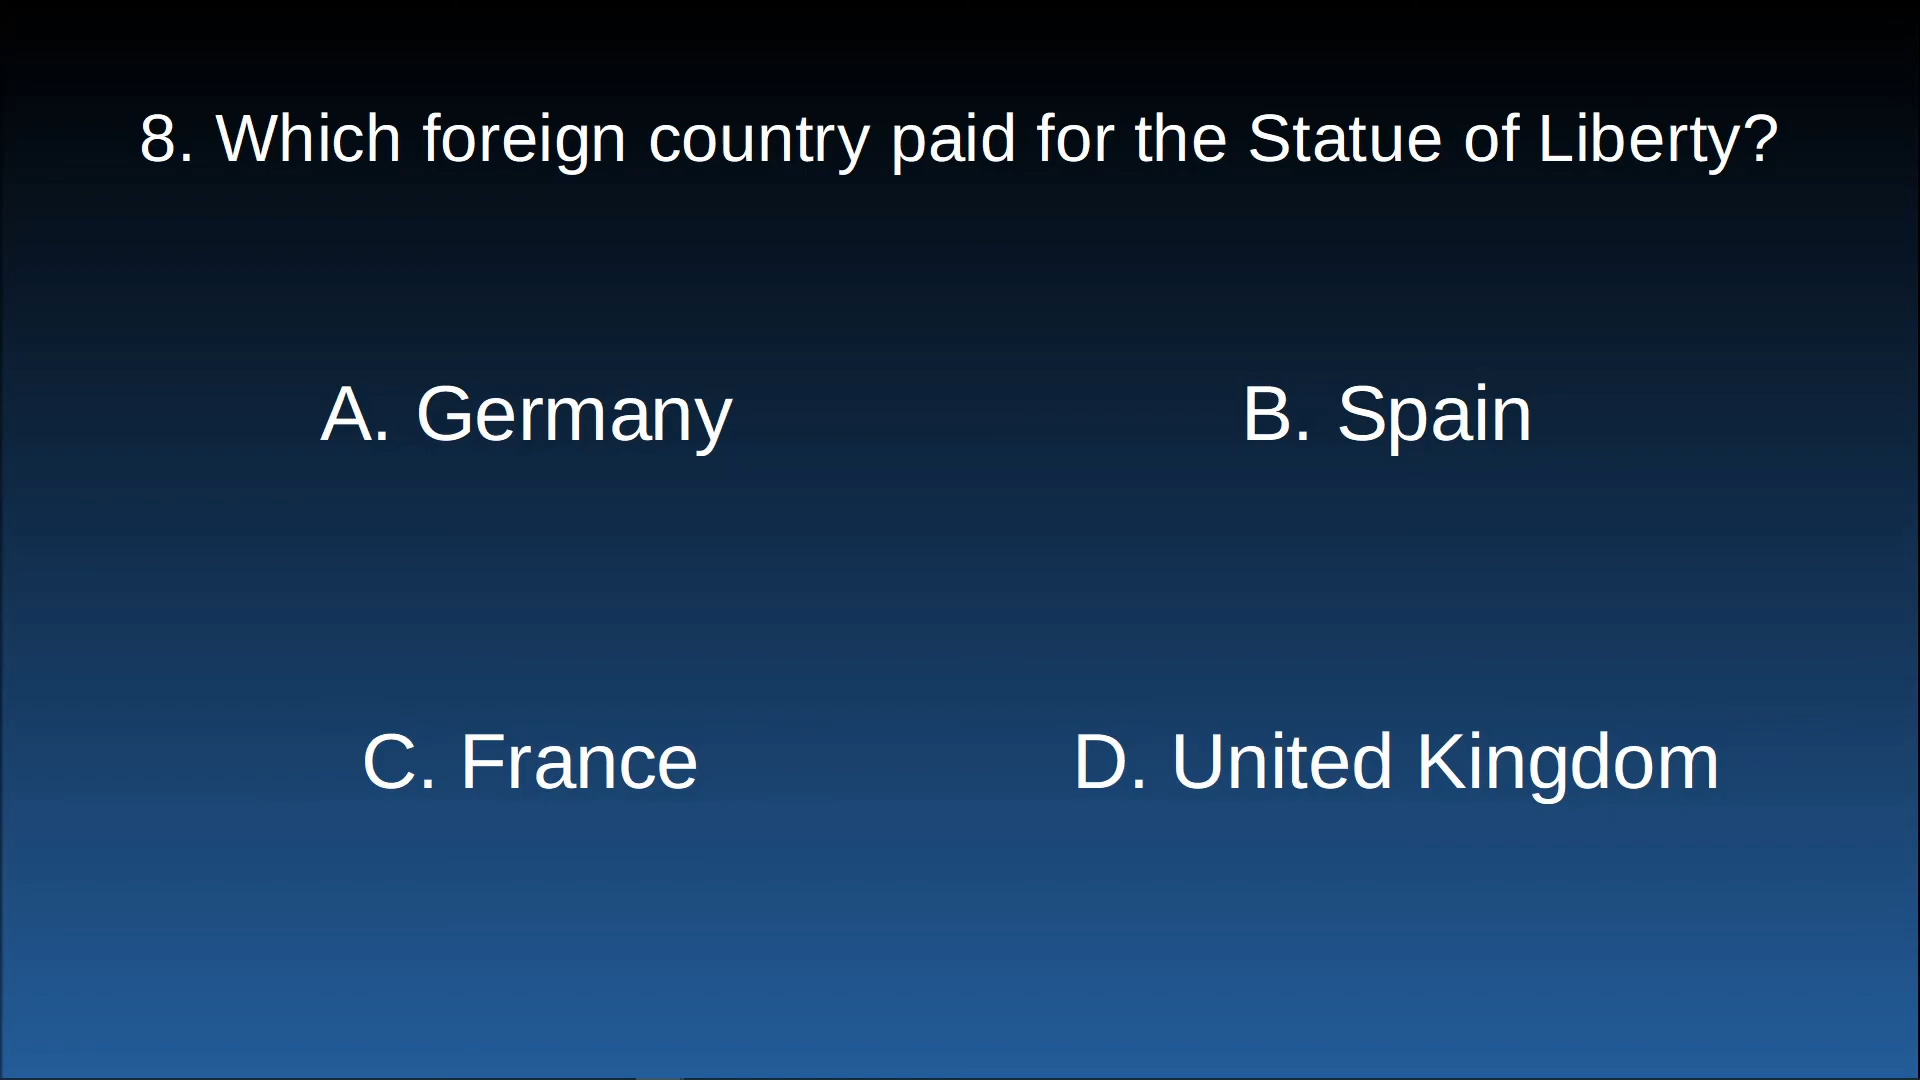 8. Which foreign country paid for the Statue of Liberty?
A. Germany
B. Spain
C. France
D. United Kingdom